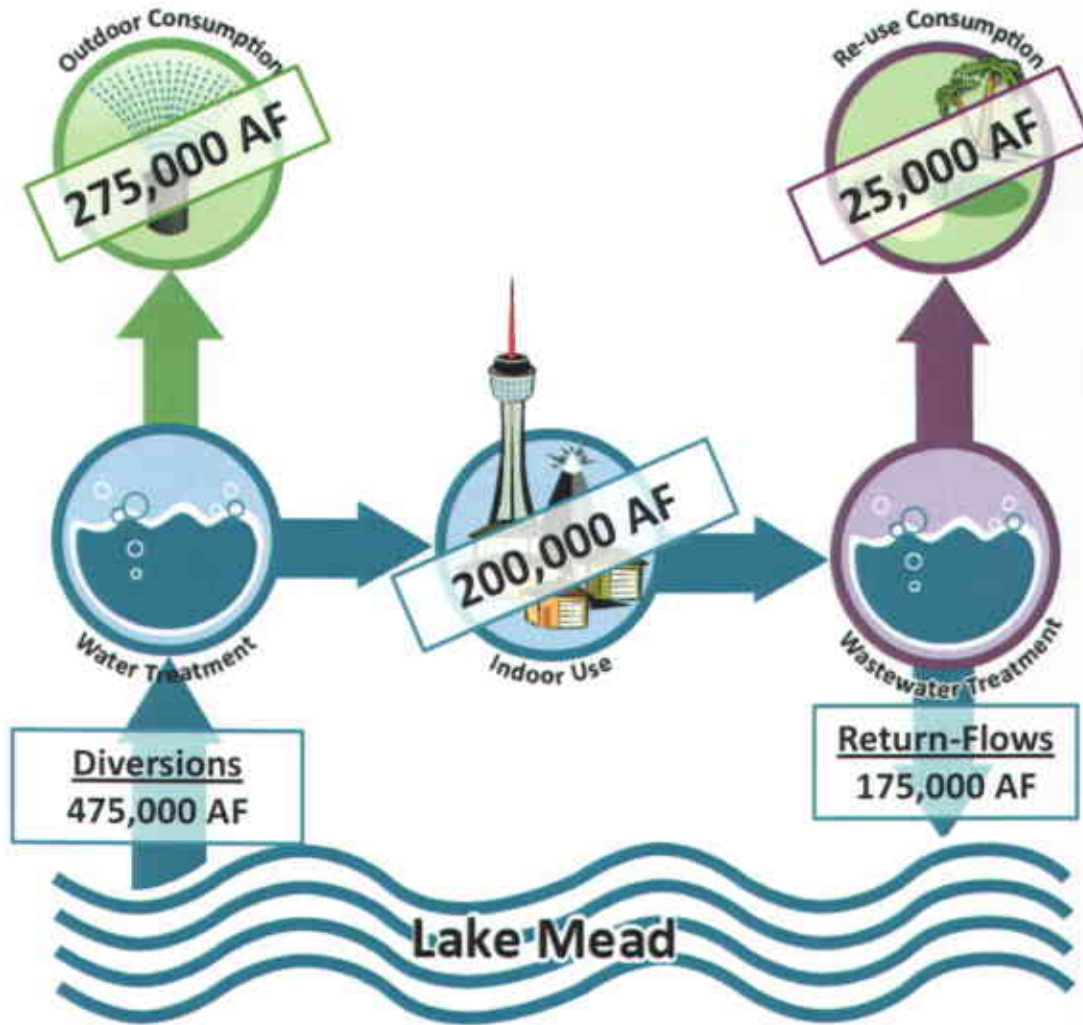 Outdoor Consumption
275,000 AF
Re-use Consumption
25,000 AF
200,000 AF
Water Treatment
Indoor Use
Wastewater Treatment
Diversions
475,000 AF
Return-Flows
175,000 AF
Lake Mead